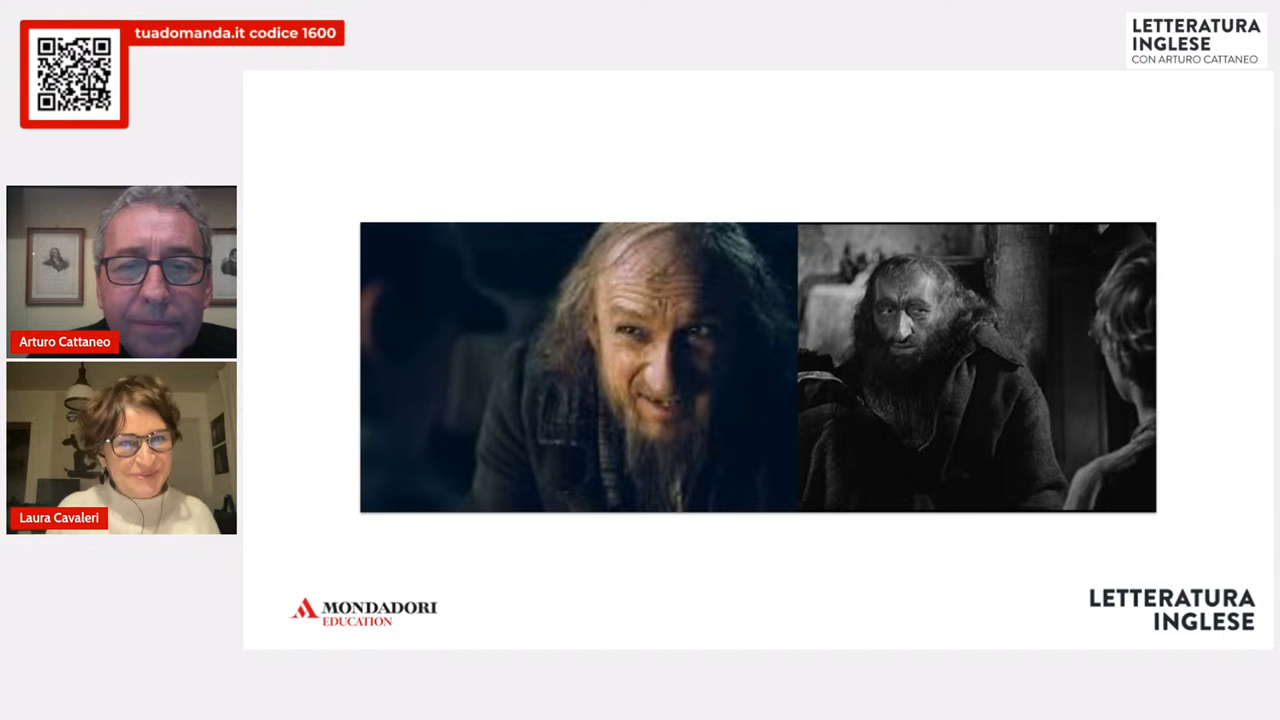 tuadomanda.it codice 1600
LETTERATURA
INGLESE
CON ARTURO CATTANEO
Arturo Cattaneo
Laura Cavaleri
MONDADORI
EDUCATION
LETTERATURA
INGLESE